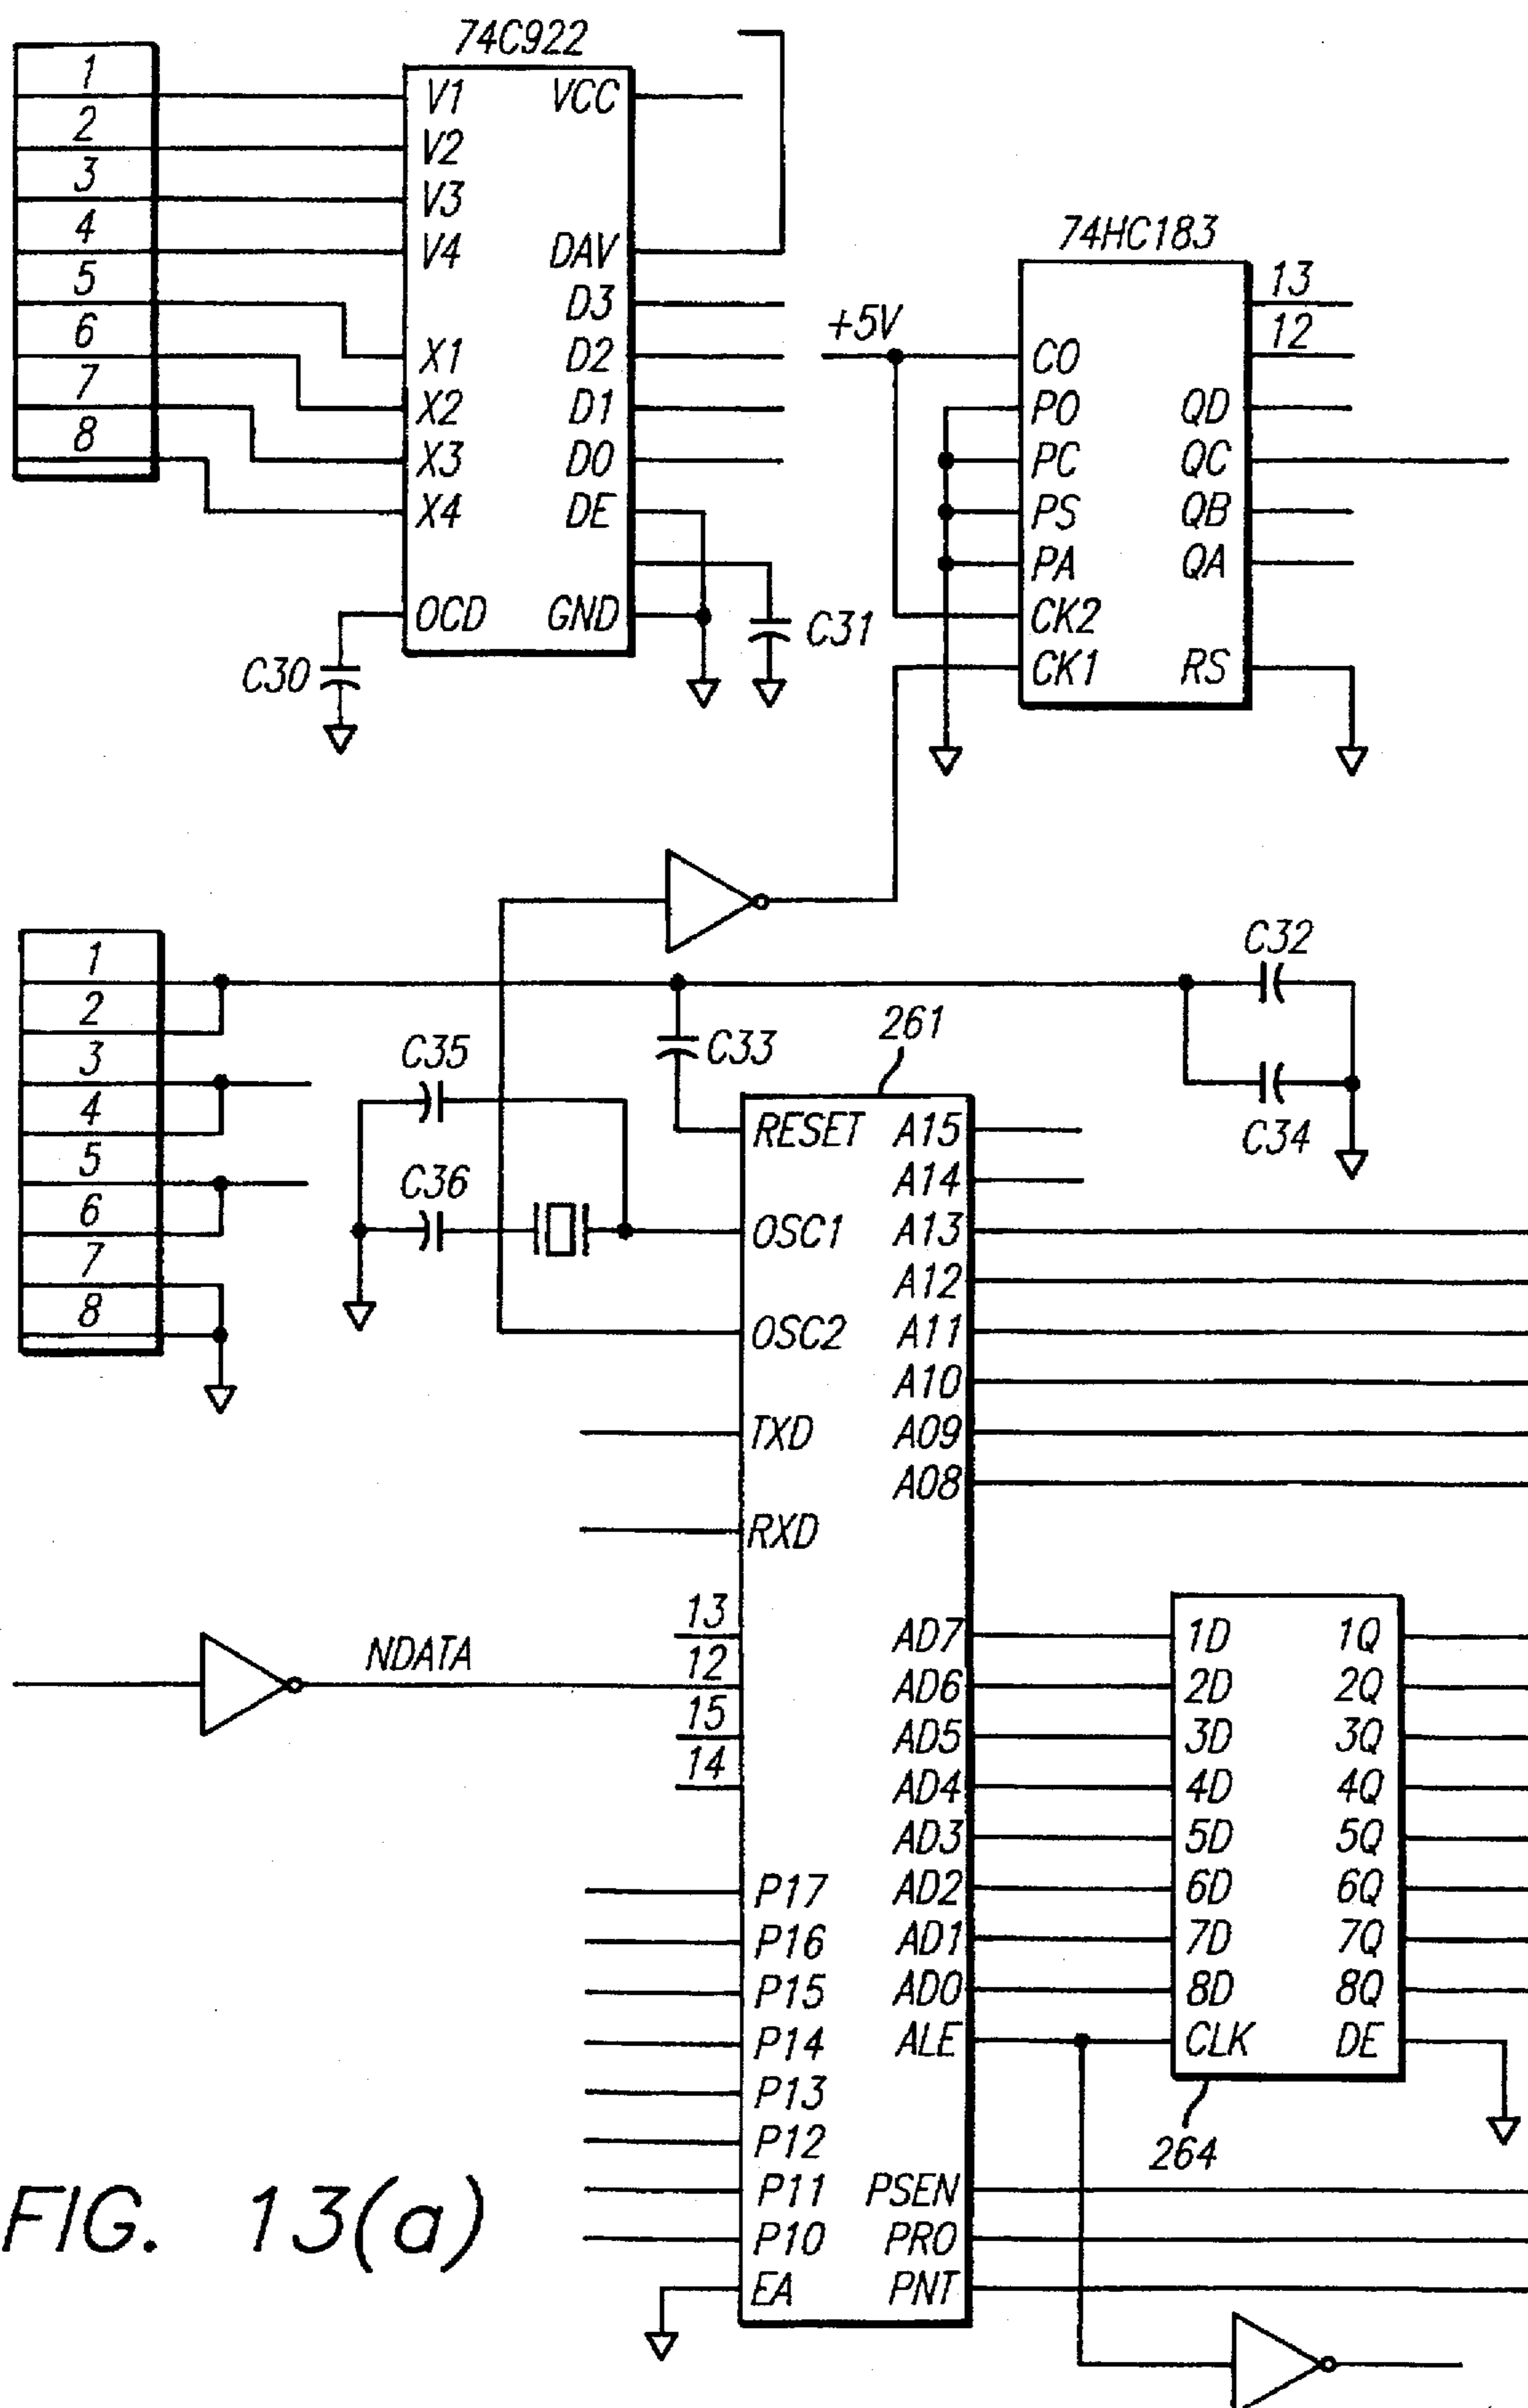 74C922
1
2
3
4
5
6
7
8
V1 VCC
V2
V3
V4 DAV
D3
X1 D2
X2 D1
X3 D0
X4 DE
OCD GND
C30
C31
74HC183
+5V
13
12
CO
PO QD
PC QC
PS QB
PA QA
CK2
CK1 RS
1
2
3
4
5
6
7
8
C35
C36
C33
C32
C34
261
RESET A15
A14
OSC1 A13
A12
OSC2 A11
A10
TXD A09
A08
RXD
NDATA
13
12
15
14
AD7
AD6
AD5
AD4
AD3
P17 AD2
P16 AD1
P15 AD0
P14 ALE
P13
P12
P11 PSEN
P10 PRO
EA PNT
1D 1Q
2D 2Q
3D 3Q
4D 4Q
5D 5Q
6D 6Q
7D 7Q
8D 8Q
CLK DE
264
FIG. 13(a)